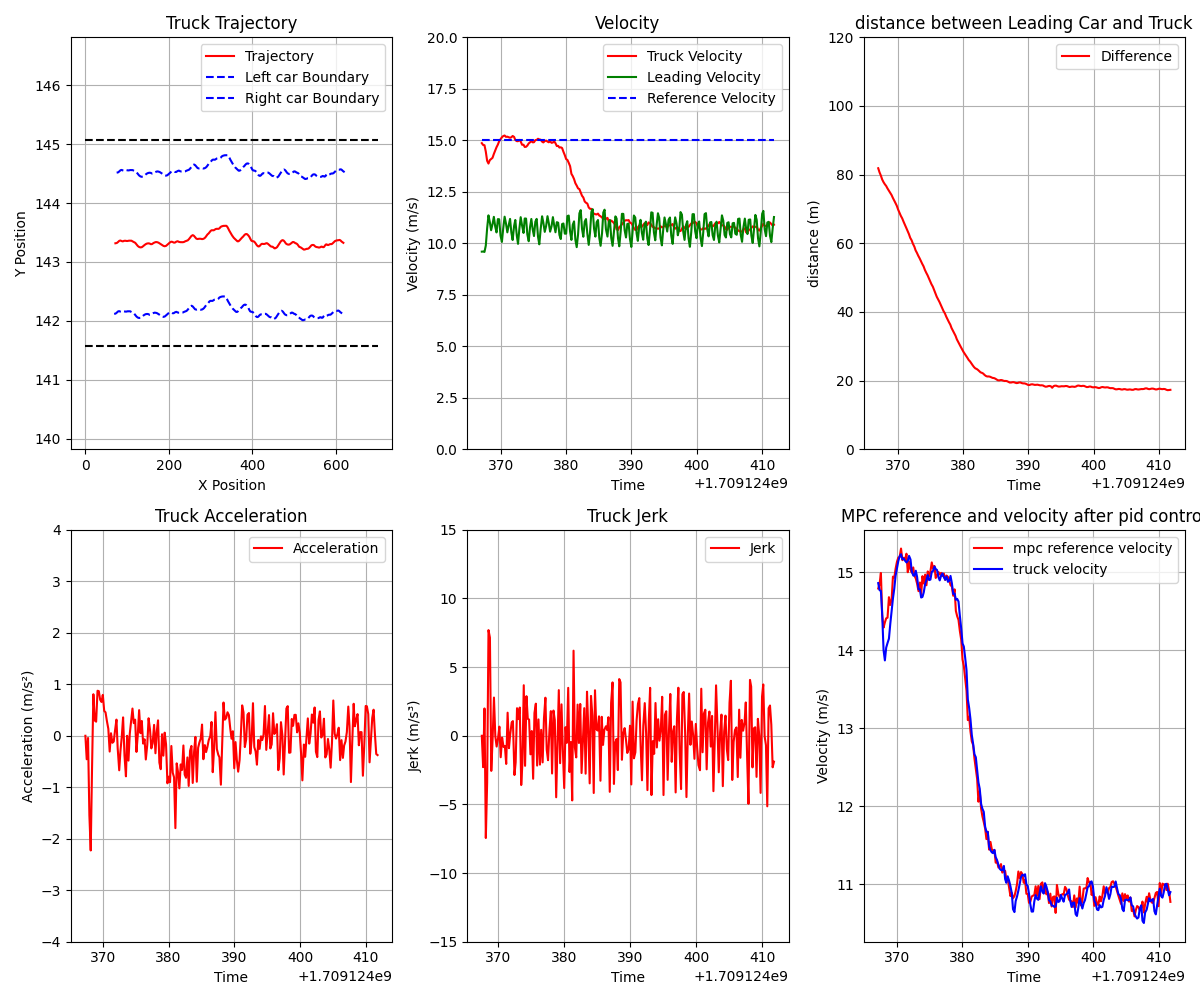 Truck Trajectory
Trajectory
Left car Boundary
Right car Boundary
146
145
144
143
142
141
140
Y Position
0 200 400 600
X Position
Velocity
Truck Velocity
Leading Velocity
Reference Velocity
20.0
17.5
15.0
12.5
10.0
7.5
5.0
2.5
0.0
Velocity (m/s)
370 380 390 400 410
Time
+1.709124e9
distance between Leading Car and Truck
Difference
120
100
80
60
40
20
0
distance (m)
370 380 390 400 410
Time
+1.709124e9
Truck Acceleration
Acceleration
4
3
2
1
0
−1
−2
−3
−4
Acceleration (m/s²)
370 380 390 400 410
Time
+1.709124e9
Truck Jerk
Jerk
15
10
5
0
−5
−10
−15
Jerk (m/s³)
370 380 390 400 410
Time
+1.709124e9
MPC reference and velocity after pid contro
mpc reference velocity
truck velocity
15
14
13
12
11
Velocity (m/s)
370 380 390 400 410
Time
+1.709124e9